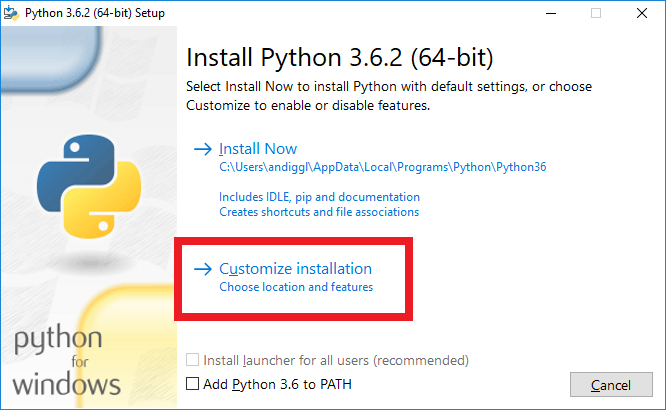 Python 3.6.2 (64-bit) Setup
Install Python 3.6.2 (64-bit)
Select Install Now to install Python with default settings, or choose
Customize to enable or disable features.
Install Now
C:\Users\andiggl\AppData\Local\Programs\Python\Python36
Includes IDLE, pip and documentation
Creates shortcuts and file associations
Customize installation
Choose location and features
python
for
windows
Install launcher for all users (recommended)
Add Python 3.6 to PATH
Cancel